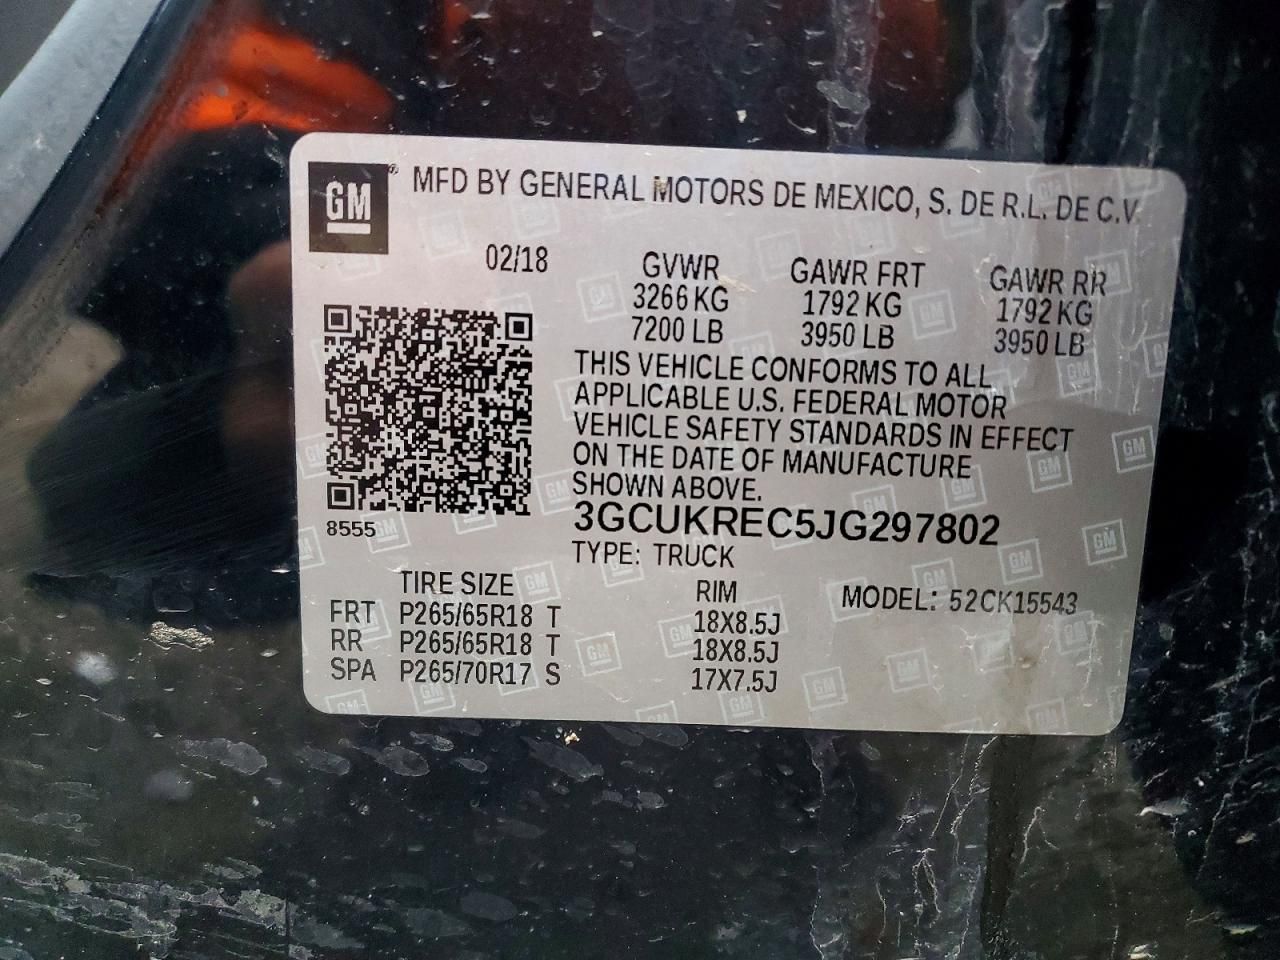 GM® MFD BY GENERAL MOTORS DE MEXICO, S. DE R.L. DE C.V.
02/18 GVWR GAWR FRT GAWR RR
3266 KG 1792 KG 1792 KG
7200 LB 3950 LB 3950 LB
THIS VEHICLE CONFORMS TO ALL
APPLICABLE U.S. FEDERAL MOTOR
VEHICLE SAFETY STANDARDS IN EFFECT
ON THE DATE OF MANUFACTURE
SHOWN ABOVE.
8555 3GCUKREC5JG297802
TYPE: TRUCK
TIRE SIZE RIM MODEL: 52CK15543
FRT P265/65R18 T 18X8.5J
RR P265/65R18 T 18X8.5J
SPA P265/70R17 S 17X7.5J